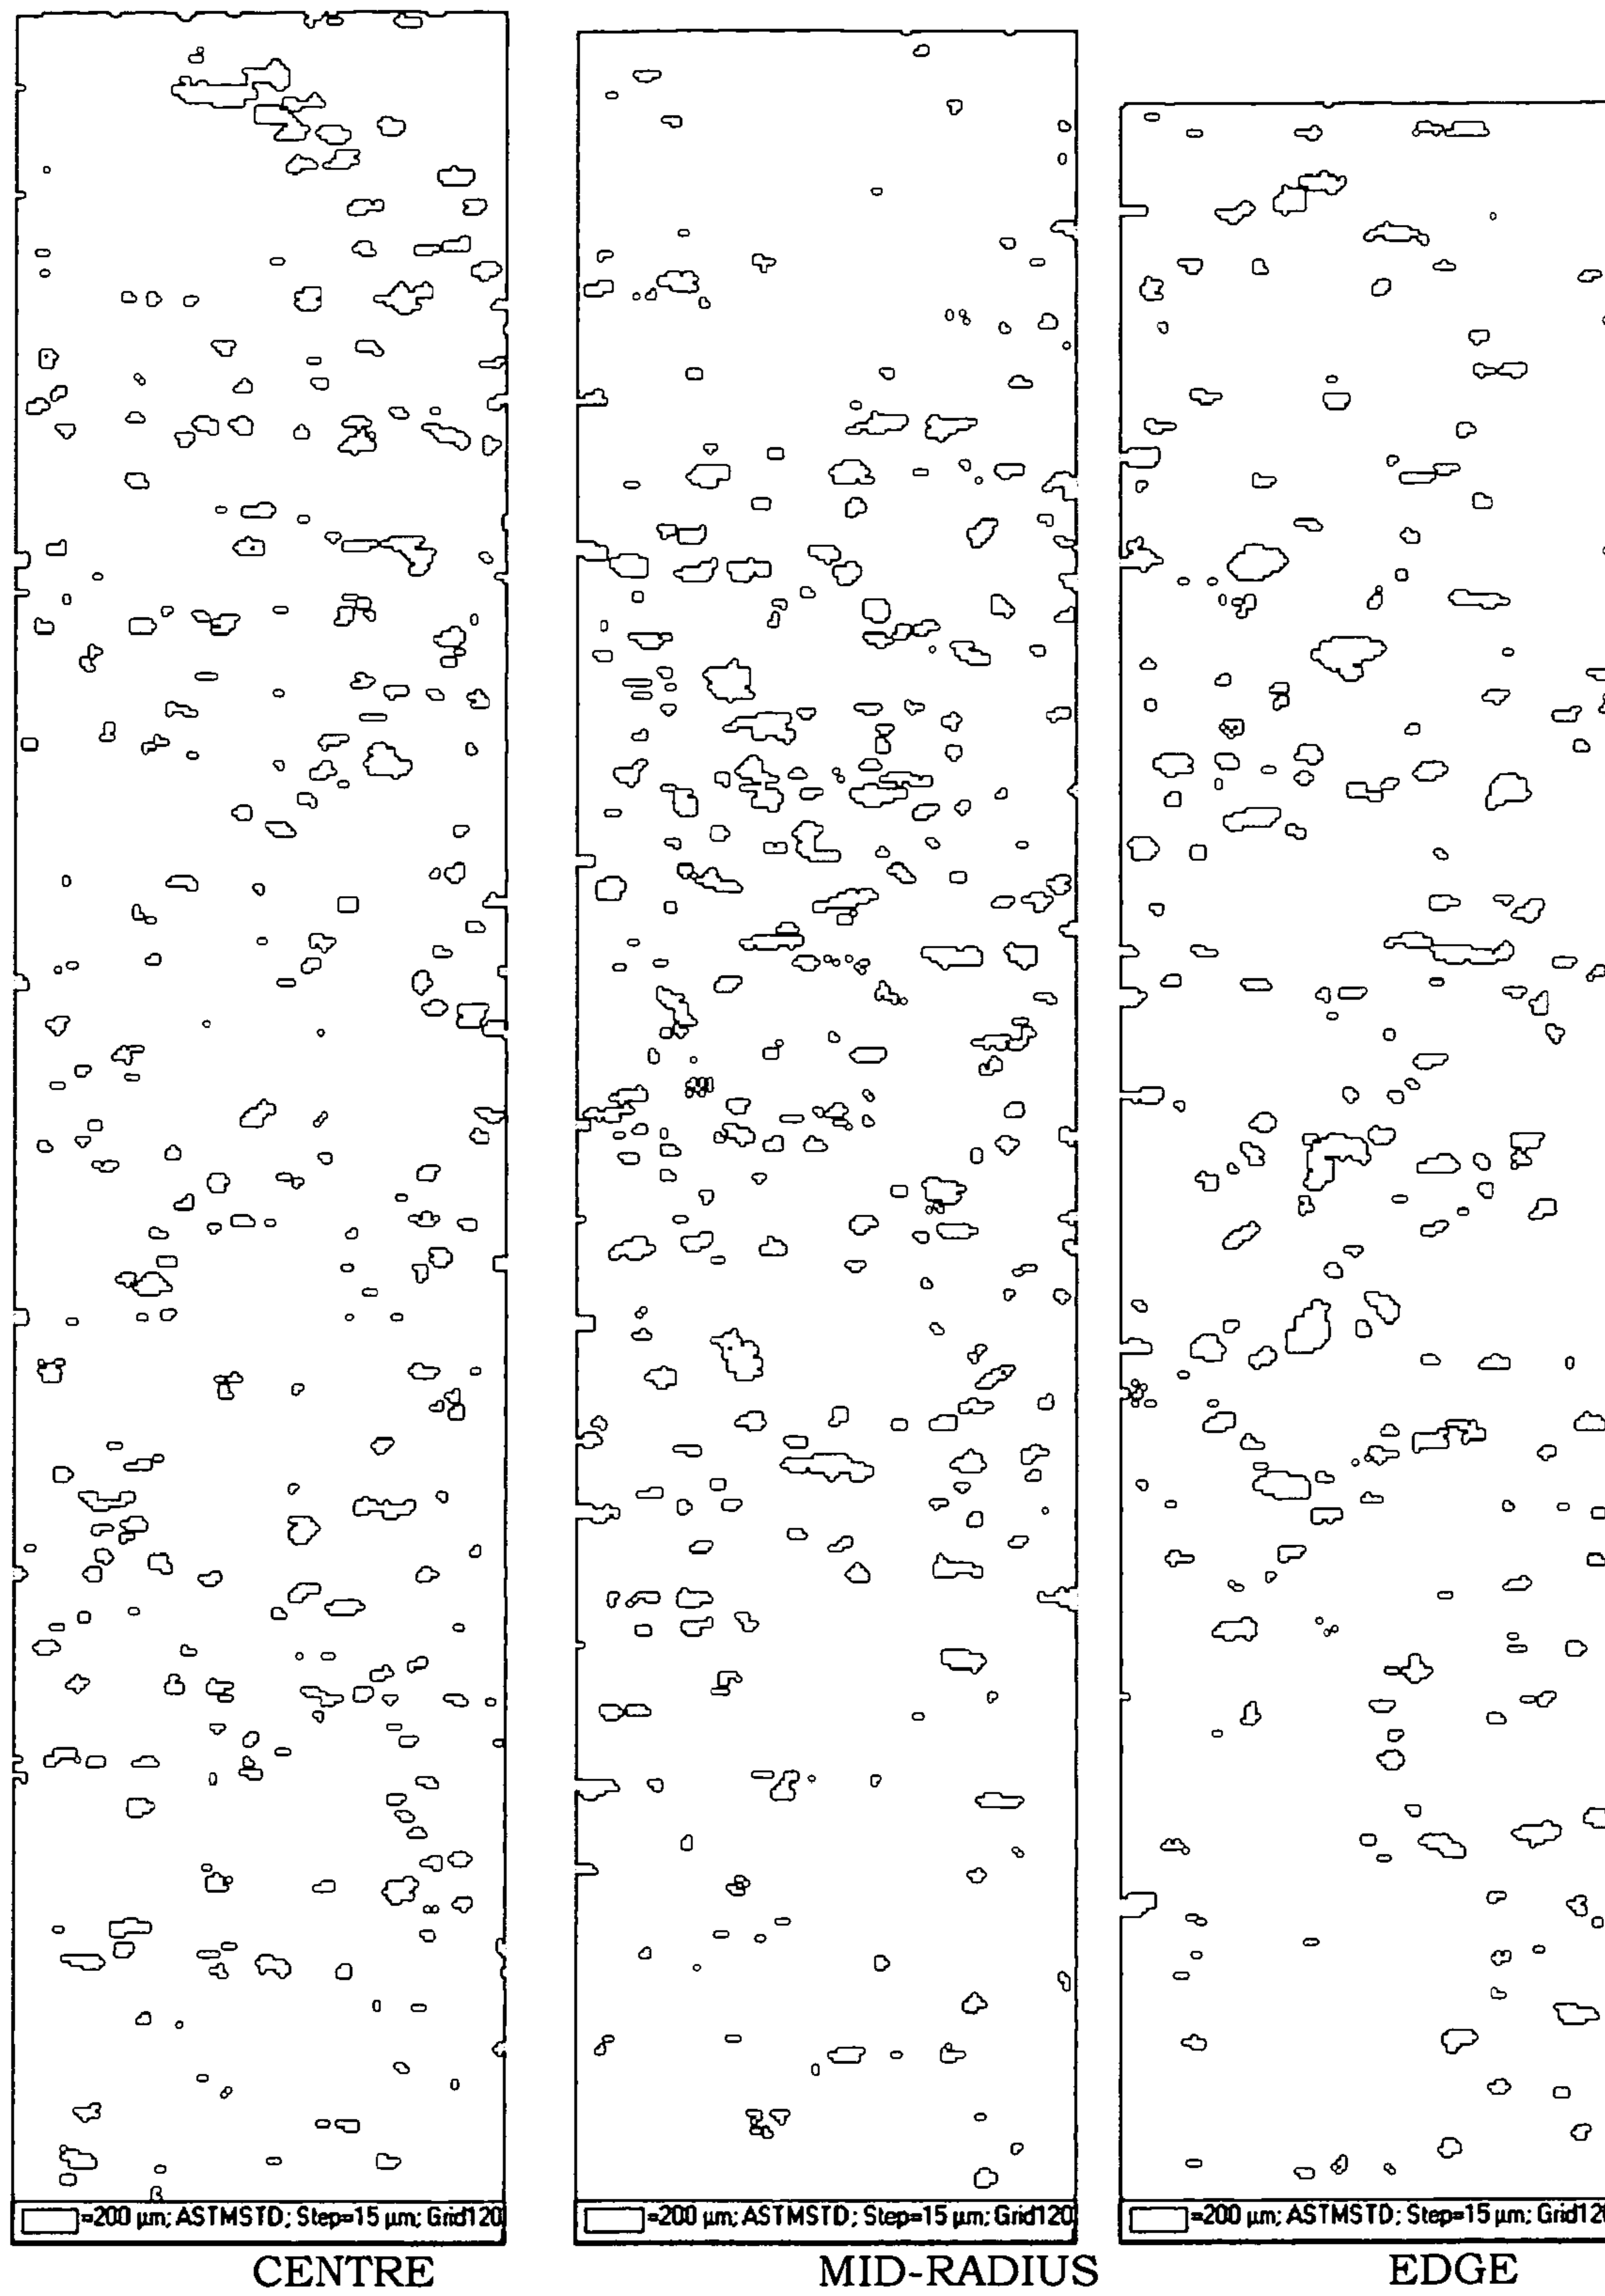 =200 µm; ASTMSTD; Step=15 µm; Grid120
=200 µm; ASTMSTD; Step=15 µm; Grid120
=200 µm; ASTMSTD; Step=15 µm; Grid12
CENTRE
MID-RADIUS
EDGE